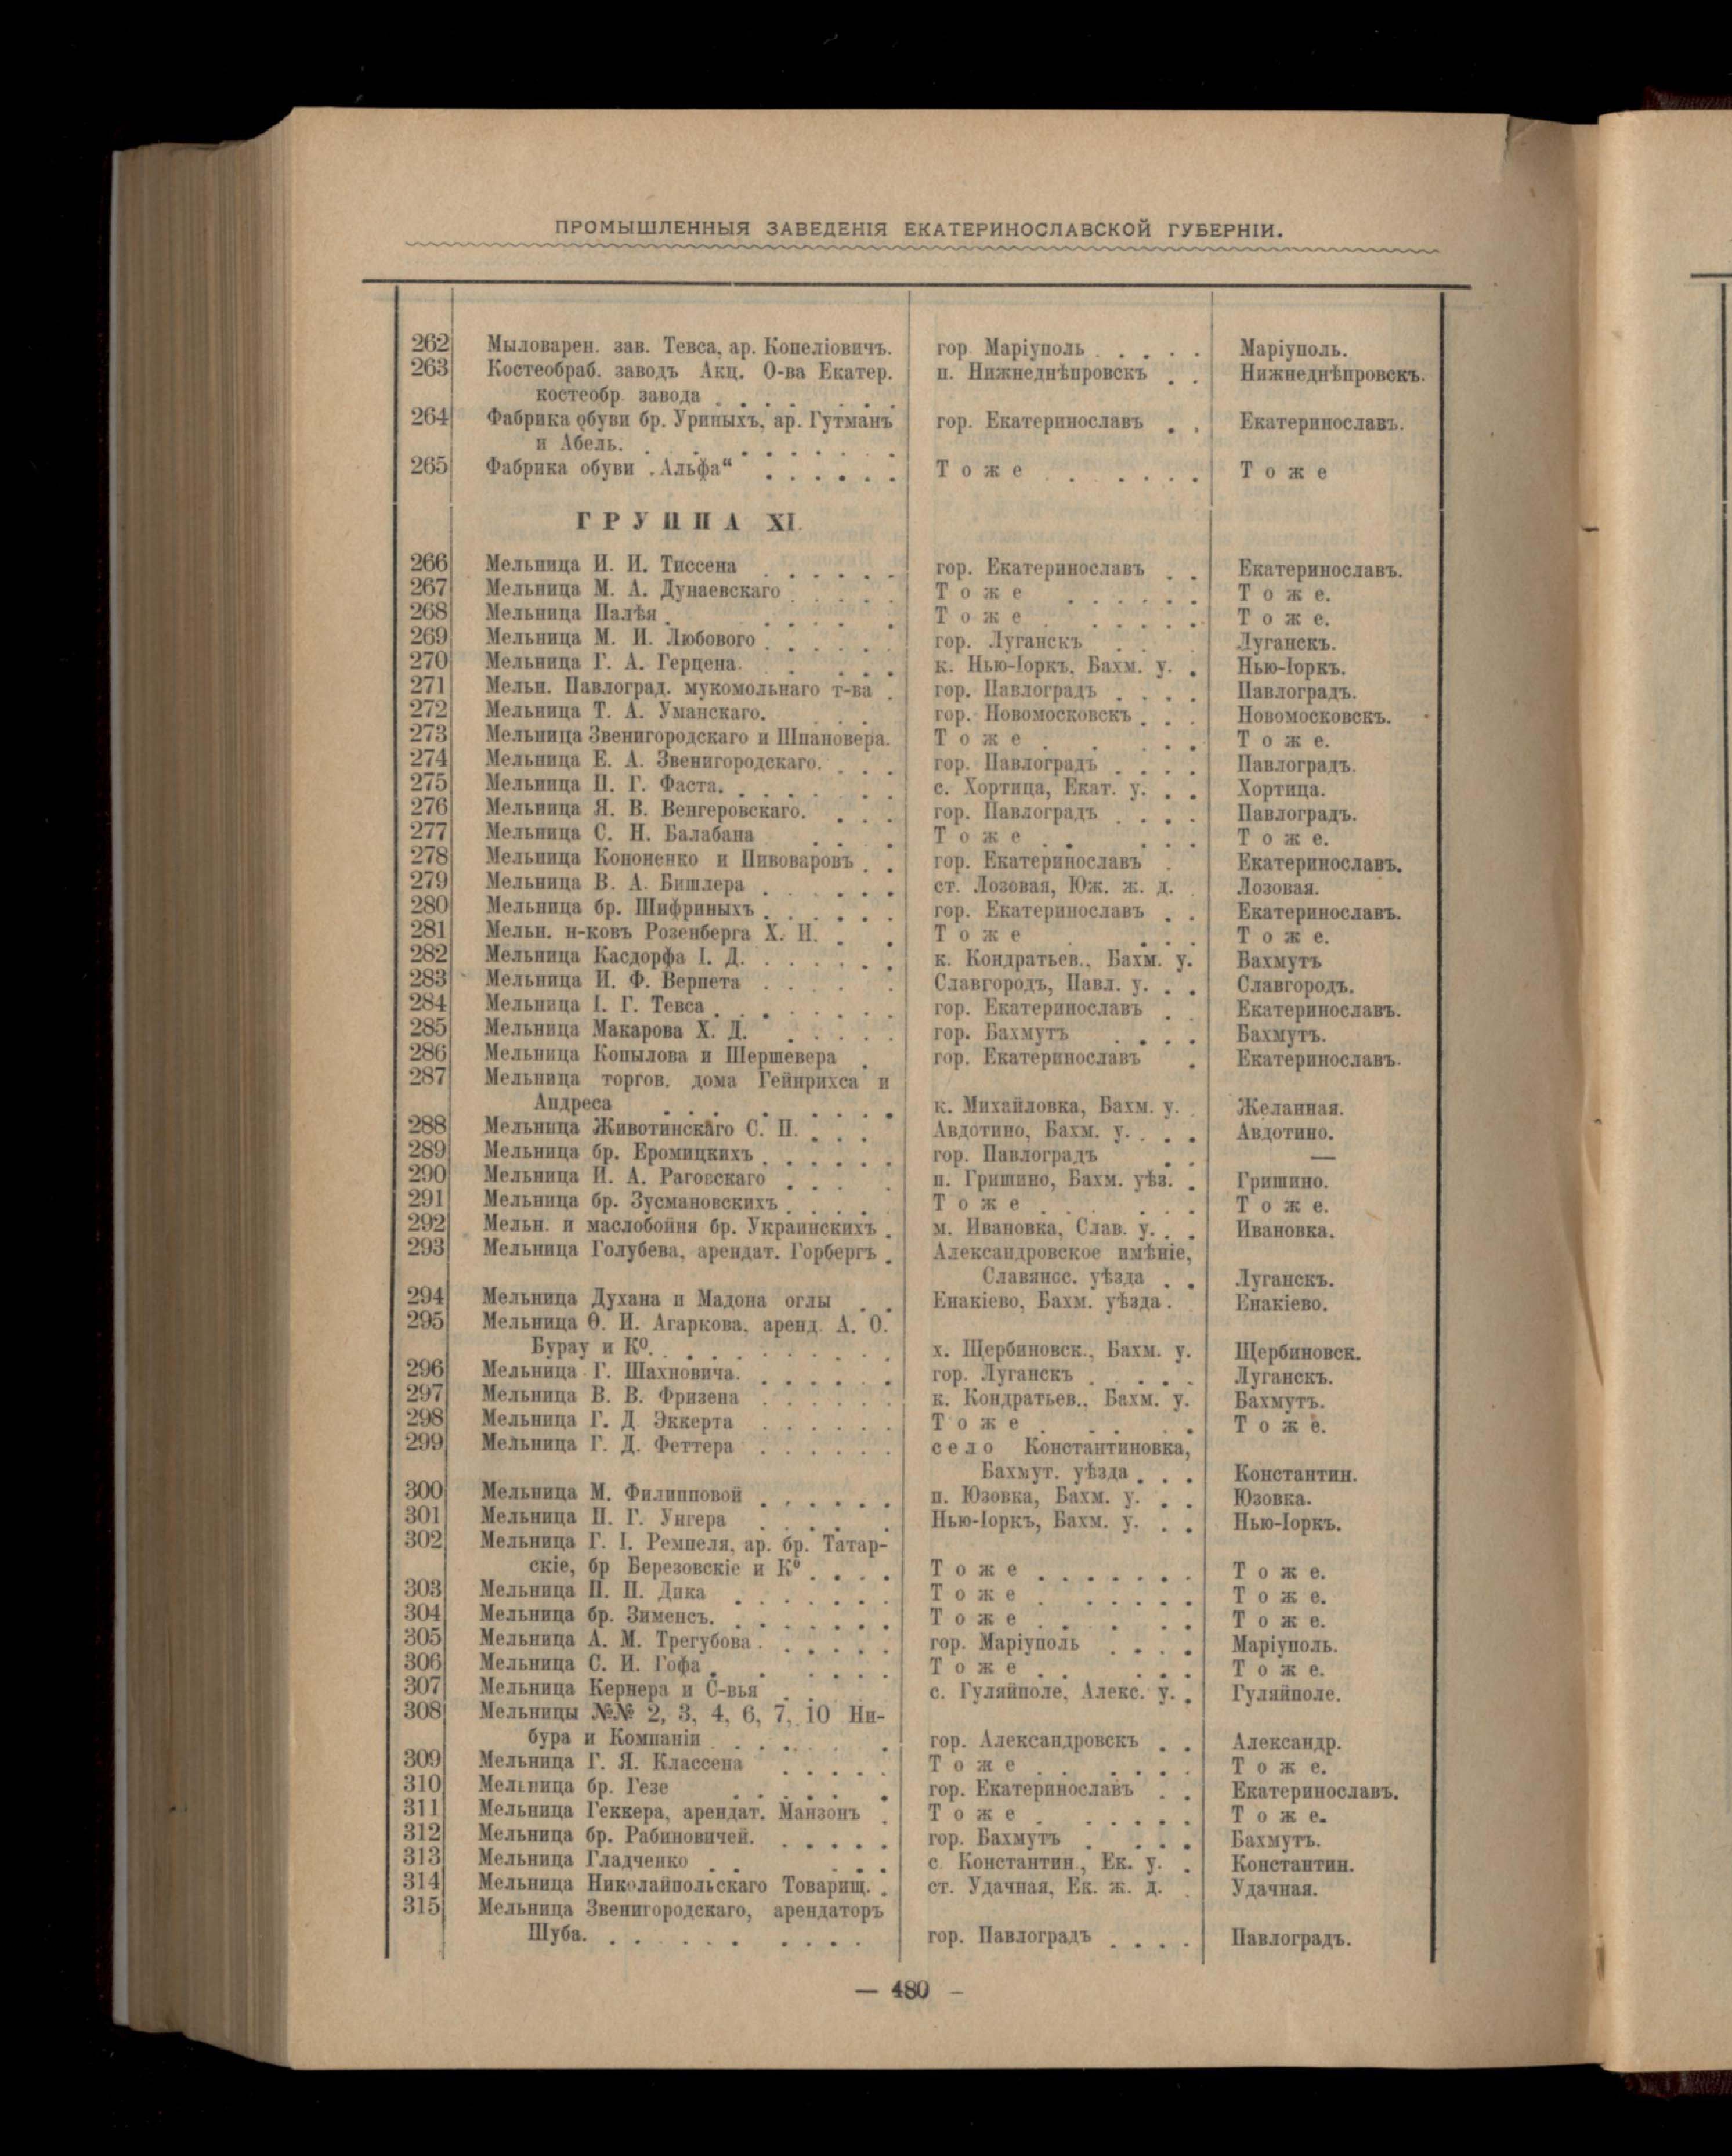 ПРОМЫШЛЕННЫЯ ЗАВЕДЕНІЯ ЕКАТЕРИНОСЛАВСКОЙ ГУБЕРНІИ.
262 Мыловарен. зав. Тевса, ар. Копеліовичъ. гор. Маріуполь . . . . . Маріуполь.
263 Костеобраб. заводъ Акц. О-ва Екатер. п. Нижнеднѣпровскъ . . Нижнеднѣпровскъ.
костеобр. завода . . . . . . . .
264 Фабрика обуви бр. Уриныхъ, ар. Гутманъ гор. Екатеринославъ . . Екатеринославъ.
и Абель. . . . . . . . . .
265 Фабрика обуви „Альфа“ . . . . . . Тоже . . . . . . Тоже
ГРУППА XI.
266 Мельница И. И. Тиссена . . . . . . гор. Екатеринославъ . . Екатеринославъ.
267 Мельница М. А. Дунаевскаго . . . . . Тоже . . . . . . Тоже.
268 Мельница Палѣя . . . . . . Тоже . . . . . . Тоже.
269 Мельница М. И. Любового . . . . . . гор. Луганскъ . . Луганскъ.
270 Мельница Г. А. Герцена. . . . . . к. Нью-Іоркъ, Бахм. у. . Нью-Іоркъ.
271 Мельн. Павлоград. мукомольнаго т-ва . гор. Павлоградъ . . . . Павлоградъ.
272 Мельница Т. А. Уманскаго. . . . гор. Новомосковскъ . . . Новомосковскъ.
273 Мельница Звенигородскаго и Шпановера. Тоже . . . . Тоже.
274 Мельница Е. А. Звенигородскаго. . . . гор. Павлоградъ . . . . Павлоградъ.
275 Мельница П. Г. Фаста. . . . . . . с. Хортица, Екат. у. . . Хортица.
276 Мельница Я. В. Венгеровскаго. . . . гор. Павлоградъ . . . . Павлоградъ.
277 Мельница С. Н. Балабана . . . . Тоже . . . . . Тоже.
278 Мельница Кононенко и Пивоваровъ . . гор. Екатеринославъ . Екатеринославъ.
279 Мельница В. А. Бишлера . . . . . . ст. Лозовая, Юж. ж. д. Лозовая.
280 Мельница бр. Шифриныхъ . . . . . . гор. Екатеринославъ . . Екатеринославъ.
281 Мельн. н-ковъ Розенберга Х. И. . . Тоже . . . . Тоже.
282 Мельница Касдорфа І. Д. . . . . . . к. Кондратьев., Бахм. у. Бахмутъ
283 Мельница И. Ф. Вернета . . . . . Славгородъ, Павл. у. . . Славгородъ.
284 Мельница І. Г. Тевса . . . . . . . . гор. Екатеринославъ . . Екатеринославъ.
285 Мельница Макарова Х. Д. . . . . . гор. Бахмутъ . . . . Бахмутъ.
286 Мельница Копылова и Шершевера . гор. Екатеринославъ . Екатеринославъ.
287 Мельница торгов. дома Гейнрихса и
Андреса . . . . . . . . к. Михайловка, Бахм. у. . Желанная.
288 Мельница Животинскаго С. П. . . . Авдотино, Бахм. у. . . . Авдотино.
289 Мельница бр. Еромицкихъ . . . . . . гор. Павлоградъ . . —
290 Мельница И. А. Раговскаго . . . . п. Гришино, Бахм. уѣз. . Гришино.
291 Мельница бр. Зусмановскихъ . . . . Тоже . . . . . Тоже.
292 Мельн. и маслобойня бр. Украинскихъ . м. Ивановка, Слав. у. . . Ивановка.
293 Мельница Голубева, арендат. Горбергъ . Александровское имѣніе,
Славянос. уѣзда . . Луганскъ.
294 Мельница Духана и Мадона оглы . . Енакіево, Бахм. уѣзда . Енакіево.
295 Мельница Ѳ. И. Агаркова, аренд. А. О.
Бурау и Ко. . . . . . . . . . х. Щербиновск., Бахм. у. Щербиновск.
296 Мельница Г. Шахновича. . . . . . . гор. Луганскъ . . . . . Луганскъ.
297 Мельница В. В. Фризена . . . . . . к. Кондратьев., Бахм. у. Бахмутъ.
298 Мельница Г. Д. Эккерта . . . . . . Тоже . . . . . Тоже.
299 Мельница Г. Д. Феттера . . . . . . село Константиновка,
Бахмут. уѣзда . . . Константин.
300 Мельница М. Филипповой . . . . . . п. Юзовка, Бахм. у. . . Юзовка.
301 Мельница П. Г. Унгера . . . . . Нью-Іоркъ, Бахм. у. . . Нью-Іоркъ.
302 Мельница Г. І. Ремпеля, ар. бр. Татар-
скіе, бр Березовскіе и Ко . . . . Тоже . . . . . . . Тоже.
303 Мельница П. П. Дика . . . . . . . Тоже . . . . . . Тоже.
304 Мельница бр. Зименсъ. . . . . . . . Тоже . . . . . Тоже.
305 Мельница А. М. Трегубова . . . . . . гор. Маріуполь . . . . Маріуполь.
306 Мельница С. И. Гофа . . . . . . Тоже . . . . . Тоже.
307 Мельница Кернера и С-вья . . . с. Гуляйполе, Алекс. у. . Гуляйполе.
308 Мельницы №№ 2, 3, 4, 6, 7, 10 Ни-
бура и Компаніи . . . . . . гор. Александровскъ . . Александр.
309 Мельница Г. Я. Классена . . . . . Тоже . . . . . . Тоже.
310 Мельница бр. Гезе . . . . . . . гор. Екатеринославъ . . Екатеринославъ.
311 Мельница Геккера, арендат. Манзонъ . Тоже . . . . . . Тоже.
312 Мельница бр. Рабиновичей. . . . . . гор. Бахмутъ . . . . Бахмутъ.
313 Мельница Гладченко . . . . . с. Константин., Ек. у. . Константин.
314 Мельница Николайпольскаго Товарищ. . ст. Удачная, Ек. ж. д. . Удачная.
315 Мельница Звенигородскаго, арендаторъ
Шуба. . . . . . . . . . . гор. Павлоградъ . . . . Павлоградъ.
— 480 –